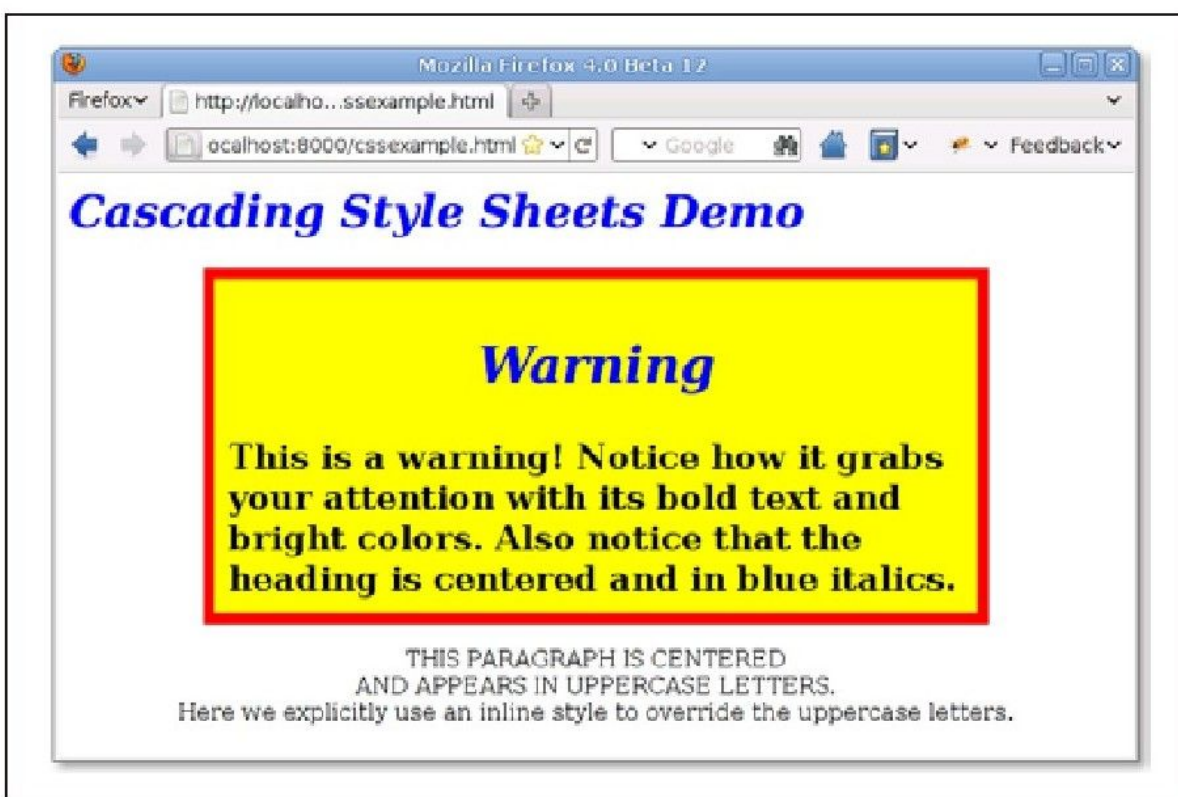 Mozilla Firefox 4.0 Beta 12
Firefox
http://localho...ssexample.html
ocalhost:8000/cssexample.html
Google
Feedback
Cascading Style Sheets Demo
Warning
This is a warning! Notice how it grabs
your attention with its bold text and
bright colors. Also notice that the
heading is centered and in blue italics.
THIS PARAGRAPH IS CENTERED
AND APPEARS IN UPPERCASE LETTERS.
Here we explicitly use an inline style to override the uppercase letters.